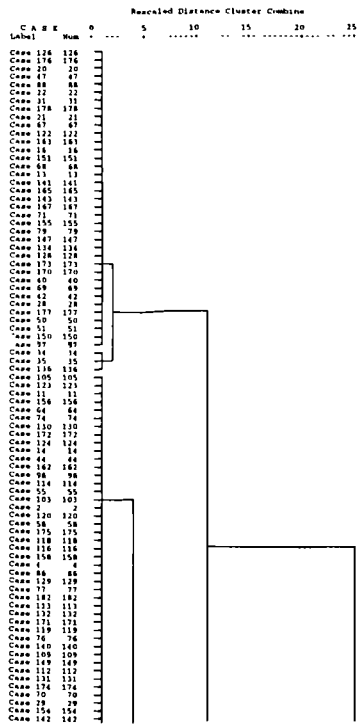 Rescaled Distance Cluster Combine
C A S E 0 5 10 15 20 25
Label Num
Case 126 126
Case 176 176
Case 20 20
Case 47 47
Case 88 88
Case 22 22
Case 31 31
Case 178 178
Case 21 21
Case 67 67
Case 122 122
Case 163 163
Case 16 16
Case 151 151
Case 68 68
Case 13 13
Case 141 141
Case 165 165
Case 143 143
Case 167 167
Case 71 71
Case 155 155
Case 79 79
Case 147 147
Case 134 134
Case 128 128
Case 173 173
Case 170 170
Case 40 40
Case 69 69
Case 42 42
Case 28 28
Case 177 177
Case 50 50
Case 51 51
Case 150 150
97 97
Case 34 34
Case 35 35
Case 136 136
Case 105 105
Case 123 123
Case 11 11
Case 156 156
Case 64 64
Case 74 74
Case 130 130
Case 172 172
Case 124 124
Case 14 14
Case 44 44
Case 162 162
Case 98 98
Case 114 114
Case 55 55
Case 103 103
Case 2 2
Case 120 120
Case 58 58
Case 175 175
Case 118 118
Case 116 116
Case 158 158
Case 4 4
Case 86 86
Case 129 129
Case 77 77
Case 182 182
Case 113 113
Case 132 132
Case 171 171
Case 119 119
Case 76 76
Case 140 140
Case 109 109
Case 149 149
Case 112 112
Case 131 131
Case 174 174
Case 70 70
Case 29 29
Case 154 154
Case 142 142